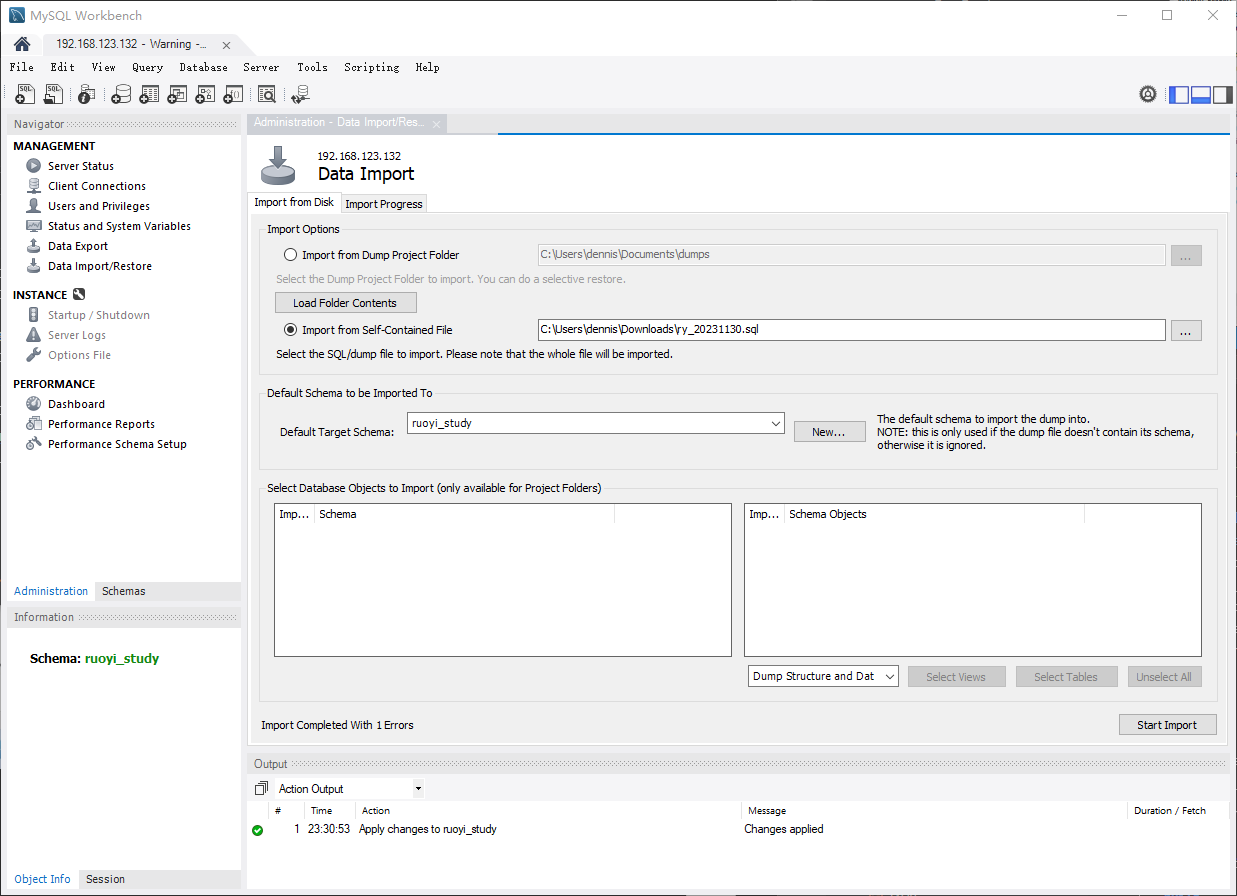 MySQL Workbench
192.168.123.132 - Warning -...
File Edit View Query Database Server Tools Scripting Help
Navigator
MANAGEMENT
Server Status
Client Connections
Users and Privileges
Status and System Variables
Data Export
Data Import/Restore
INSTANCE
Startup / Shutdown
Server Logs
Options File
PERFORMANCE
Dashboard
Performance Reports
Performance Schema Setup
Administration Schemas
Information
Schema: ruoyi_study
Object Info Session
Administration - Data Import/Res...
192.168.123.132
Data Import
Import from Disk Import Progress
Import Options
Import from Dump Project Folder C:\Users\dennis\Documents\dumps ...
Select the Dump Project Folder to import. You can do a selective restore.
Load Folder Contents
Import from Self-Contained File C:\Users\dennis\Downloads\ry_20231130.sql ...
Select the SQL/dump file to import. Please note that the whole file will be imported.
Default Schema to be Imported To
Default Target Schema: ruoyi_study New...
The default schema to import the dump into.
NOTE: this is only used if the dump file doesn't contain its schema,
otherwise it is ignored.
Select Database Objects to Import (only available for Project Folders)
Imp... Schema
Imp... Schema Objects
Dump Structure and Dat Select Views Select Tables Unselect All
Import Completed With 1 Errors Start Import
Output
Action Output
# Time Action Message Duration / Fetch
1 23:30:53 Apply changes to ruoyi_study Changes applied